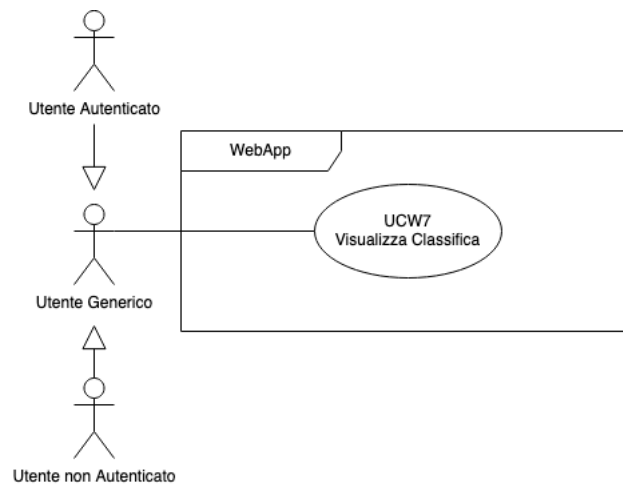 Utente Autenticato
WebApp
UCW7
Visualizza Classifica
Utente Generico
Utente non Autenticato